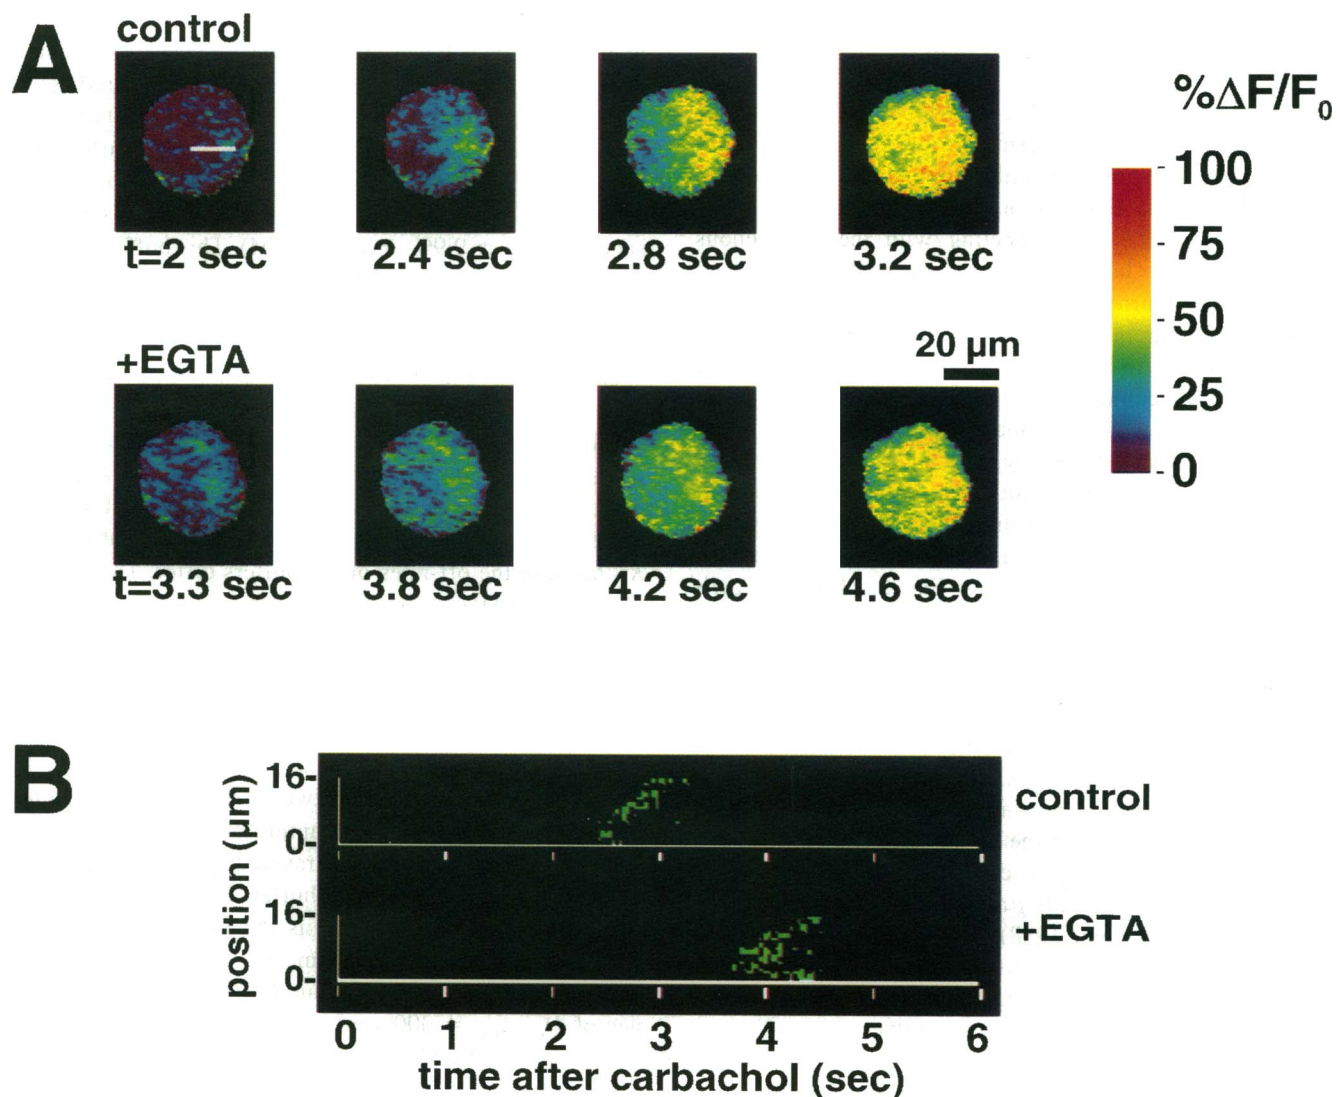 A
control
t=2 sec
2.4 sec
2.8 sec
3.2 sec
%ΔF/F0
100
75
50
25
0
+EGTA
20 μm
t=3.3 sec
3.8 sec
4.2 sec
4.6 sec
B
position (μm)
16
0
control
16
0
+EGTA
0 1 2 3 4 5 6
time after carbachol (sec)